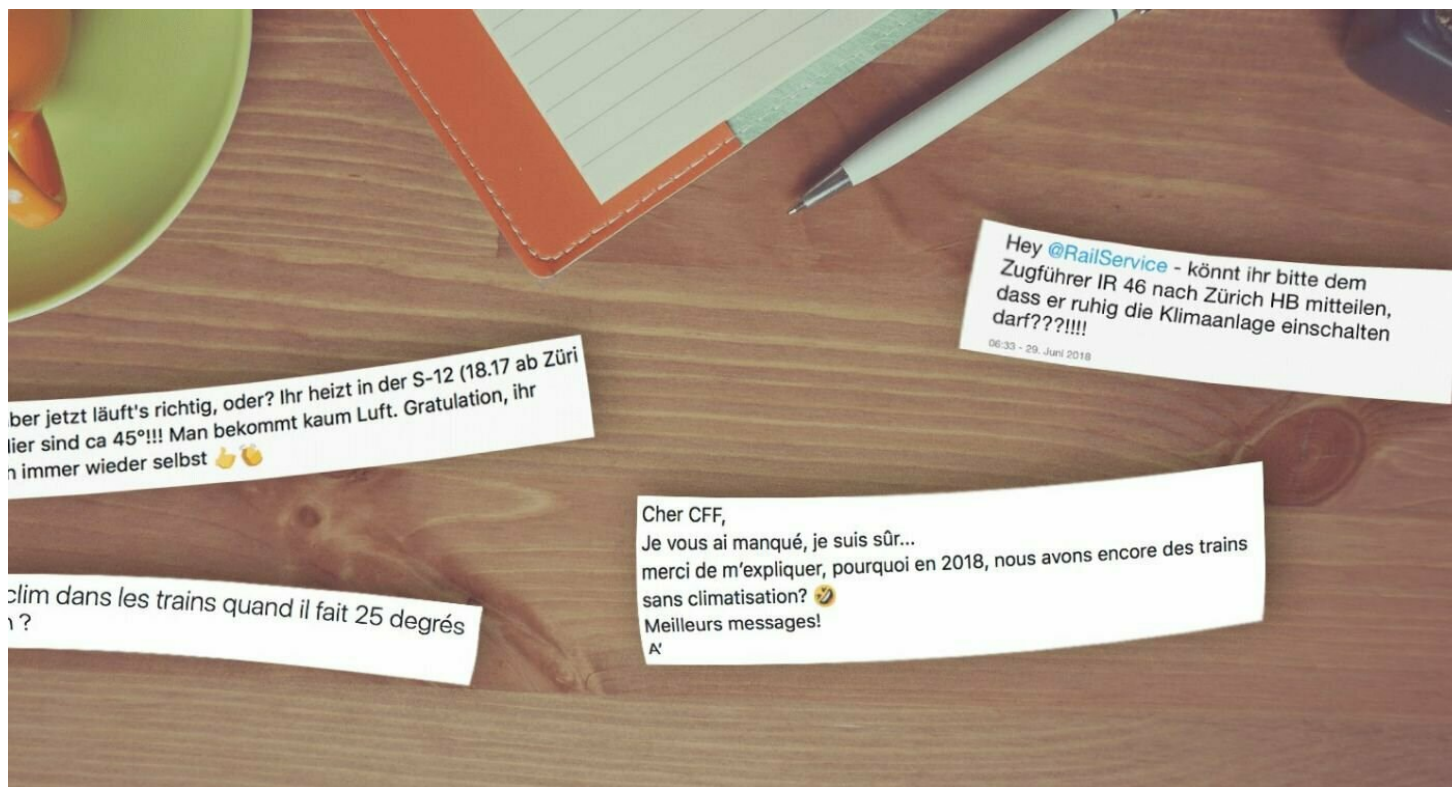 Hey @RailService - könnt ihr bitte dem
Zugführer IR 46 nach Zürich HB mitteilen,
dass er ruhig die Klimaanlage einschalten
darf???!!!!
06:33 - 29. Juni 2018
ber jetzt läuft's richtig, oder? Ihr heizt in der S-12 (18.17 ab Züri
ier sind ca 45°!!! Man bekommt kaum Luft. Gratulation, ihr
n immer wieder selbst 👍👏
Cher CFF,
Je vous ai manqué, je suis sûr...
merci de m'expliquer, pourquoi en 2018, nous avons encore des trains
sans climatisation? 🤣
Meilleurs messages!
A'
clim dans les trains quand il fait 25 degrés
?